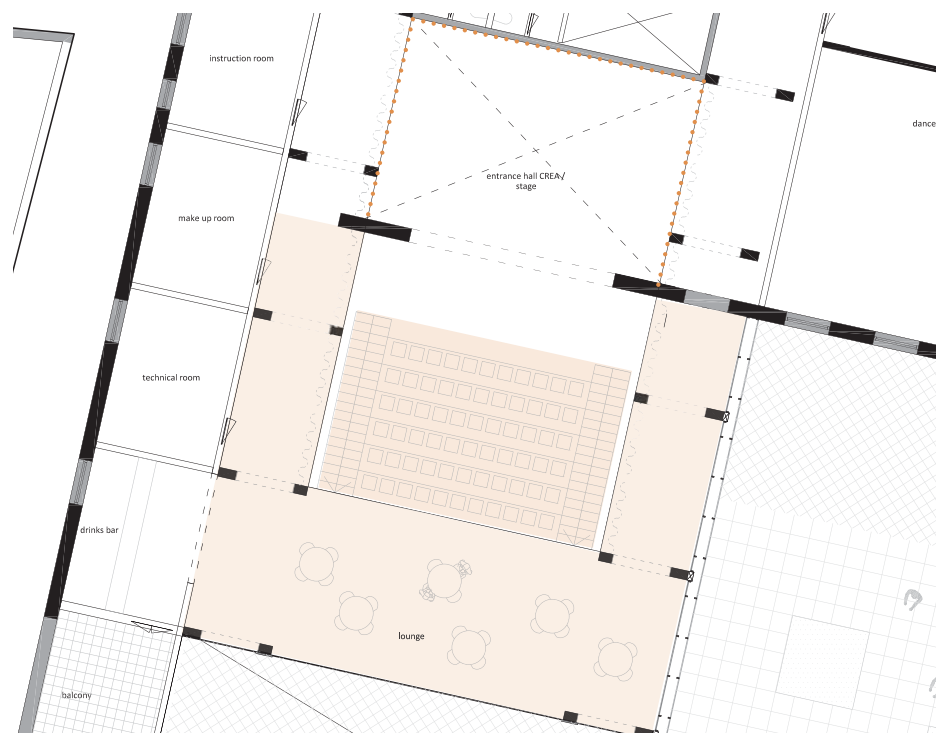 instruction room
dance
entrance hall CREA /
stage
make up room
technical room
drinks bar
lounge
balcony